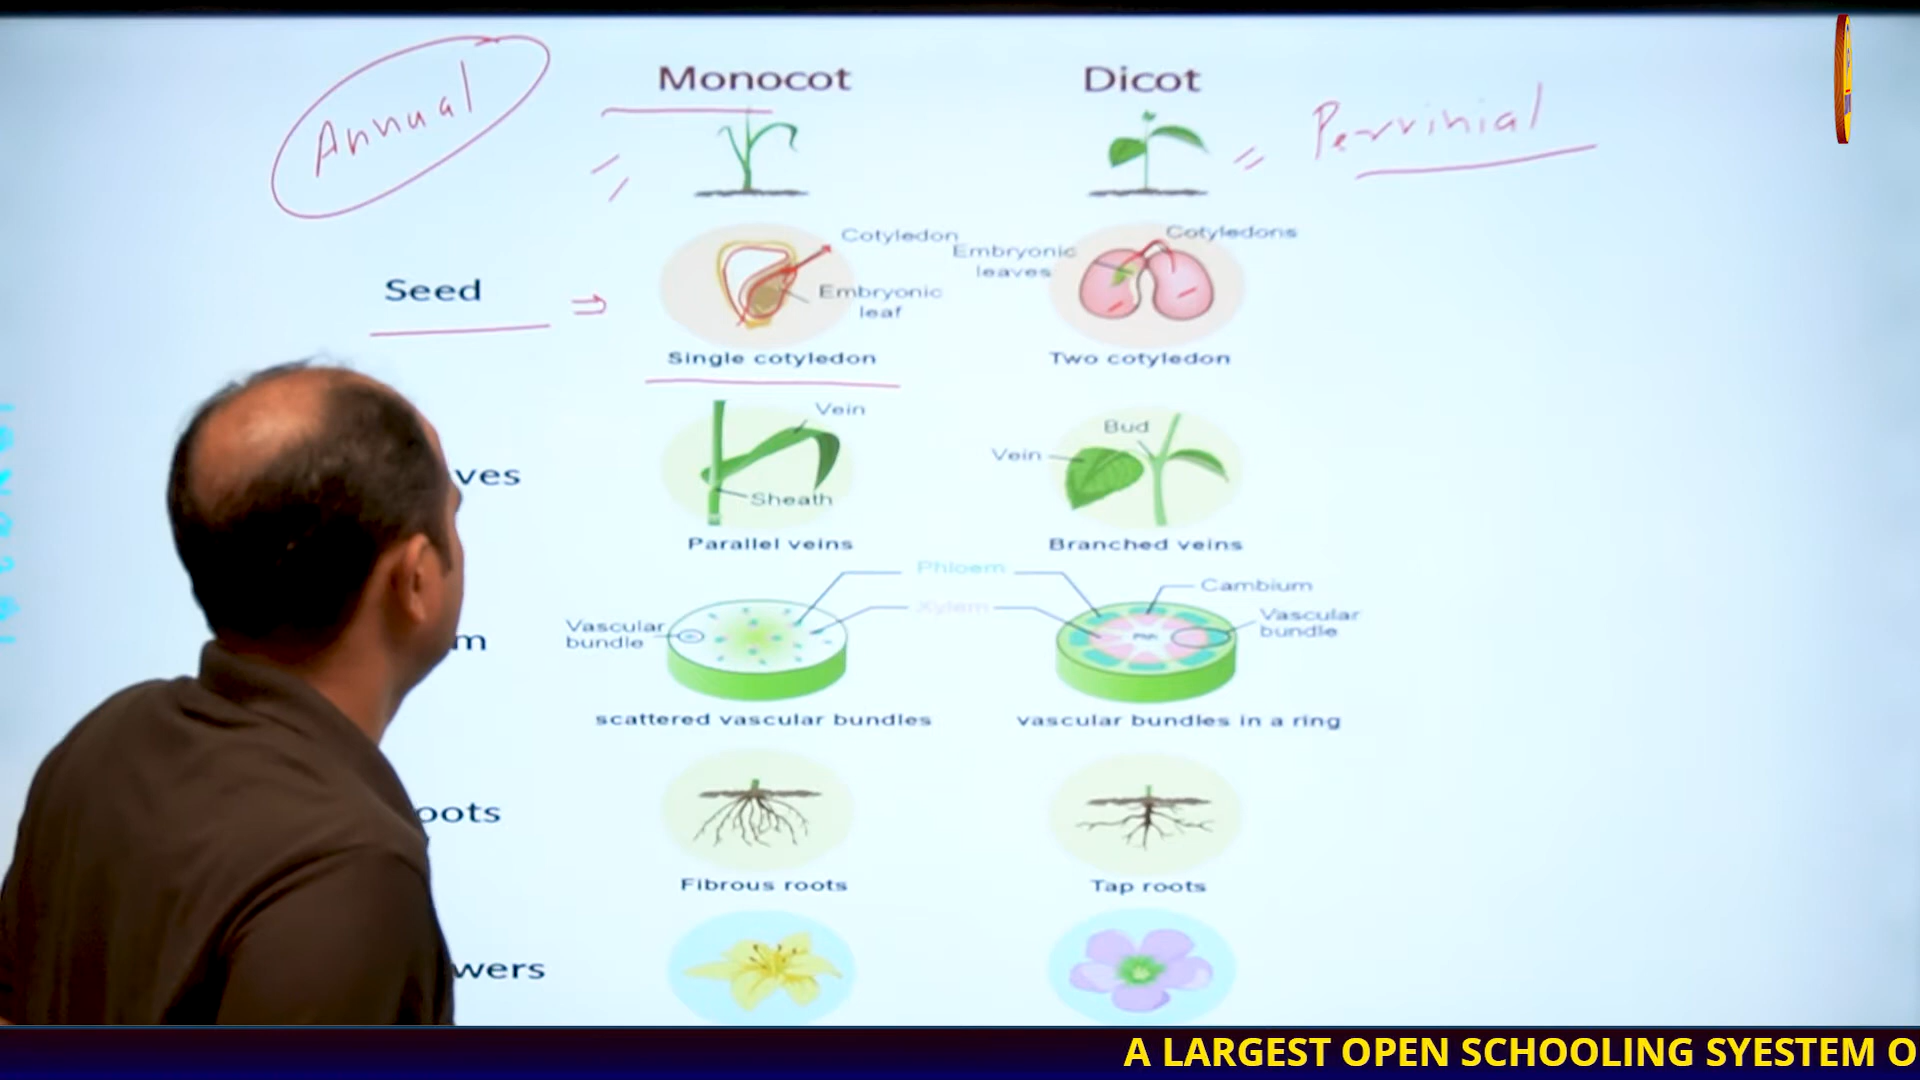 Annual
Monocot
Dicot
Pervinial
Cotyledon
Embryonic
leaves
Cotyledons
Seed
Embryonic
leaf
Single cotyledon
Two cotyledon
Vein
Bud
Vein
ves
Sheath
Parallel veins
Branched veins
Phloem
Cambium
Xylem
Vascular
bundle
Vascular
bundle
m
scattered vascular bundles
vascular bundles in a ring
oots
Fibrous roots
Tap roots
wers
A LARGEST OPEN SCHOOLING SYESTEM O